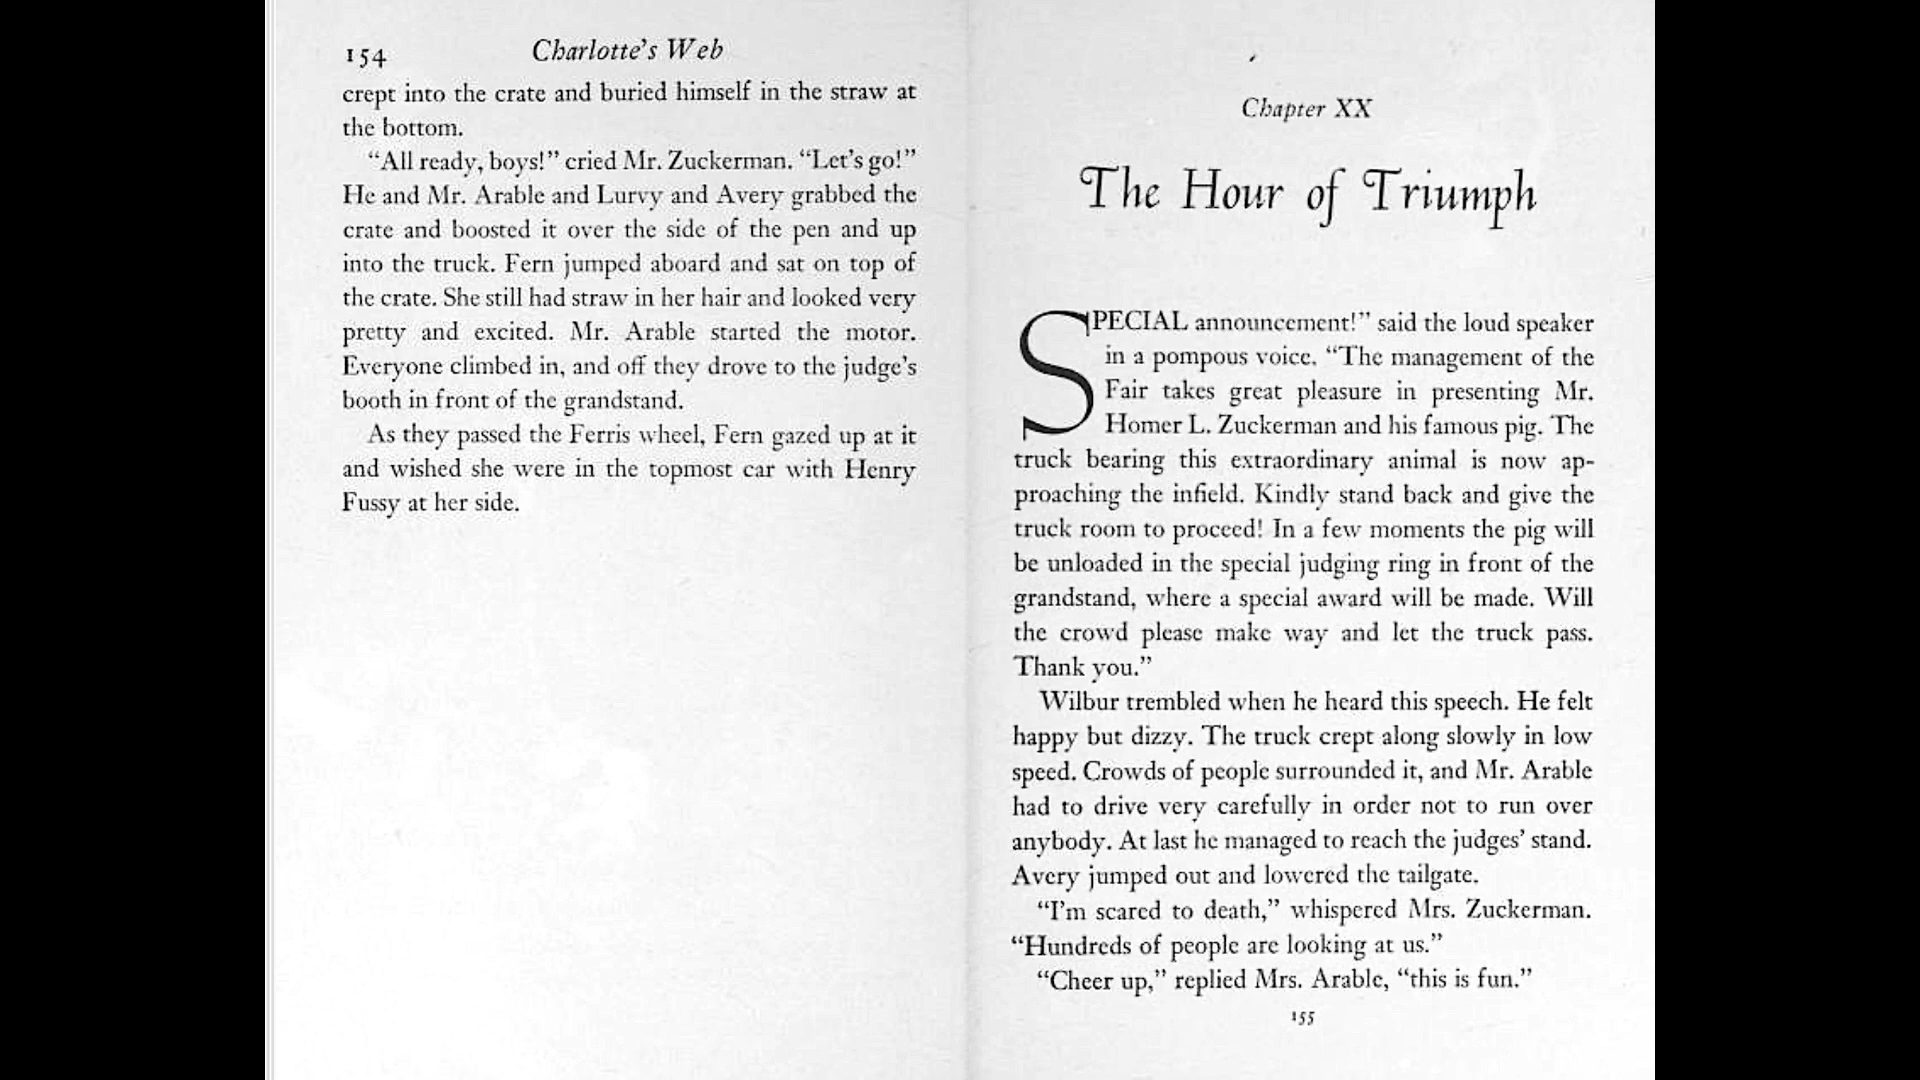 154 Charlotte's Web
crept into the crate and buried himself in the straw at
the bottom.
"All ready, boys!" cried Mr. Zuckerman. "Let's go!"
He and Mr. Arable and Lurvy and Avery grabbed the
crate and boosted it over the side of the pen and up
into the truck. Fern jumped aboard and sat on top of
the crate. She still had straw in her hair and looked very
pretty and excited. Mr. Arable started the motor.
Everyone climbed in, and off they drove to the judge's
booth in front of the grandstand.
As they passed the Ferris wheel, Fern gazed up at it
and wished she were in the topmost car with Henry
Fussy at her side.
Chapter XX
The Hour of Triumph
SPECIAL announcement!" said the loud speaker
in a pompous voice. "The management of the
Fair takes great pleasure in presenting Mr.
Homer L. Zuckerman and his famous pig. The
truck bearing this extraordinary animal is now ap-
proaching the infield. Kindly stand back and give the
truck room to proceed! In a few moments the pig will
be unloaded in the special judging ring in front of the
grandstand, where a special award will be made. Will
the crowd please make way and let the truck pass.
Thank you."
Wilbur trembled when he heard this speech. He felt
happy but dizzy. The truck crept along slowly in low
speed. Crowds of people surrounded it, and Mr. Arable
had to drive very carefully in order not to run over
anybody. At last he managed to reach the judges' stand.
Avery jumped out and lowered the tailgate.
"I'm scared to death," whispered Mrs. Zuckerman.
"Hundreds of people are looking at us."
"Cheer up," replied Mrs. Arable, "this is fun."
155